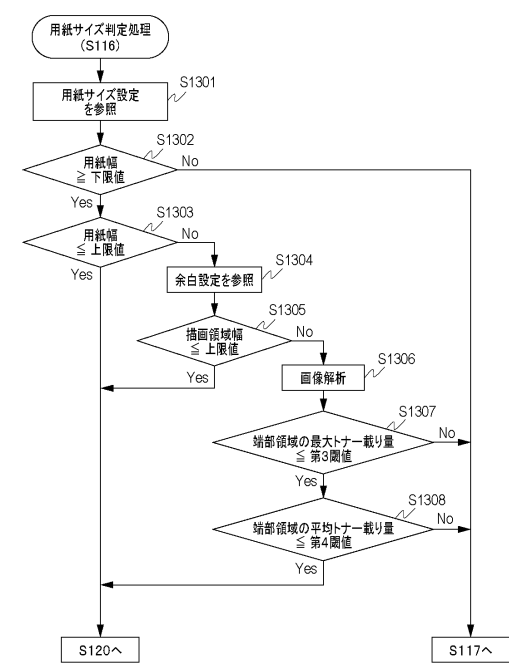 用紙サイズ判定処理
(S116)
S1301
用紙サイズ設定
を参照
S1302
用紙幅
≧ 下限値
No
Yes
S1303
用紙幅
≦ 上限値
No
Yes
S1304
余白設定を参照
S1305
描画領域幅
≦ 上限値
No
Yes
S1306
画像解析
S1307
端部領域の最大トナー載り量
≦ 第3閾値
No
Yes
S1308
端部領域の平均トナー載り量
≦ 第4閾値
No
Yes
S120へ
S117へ